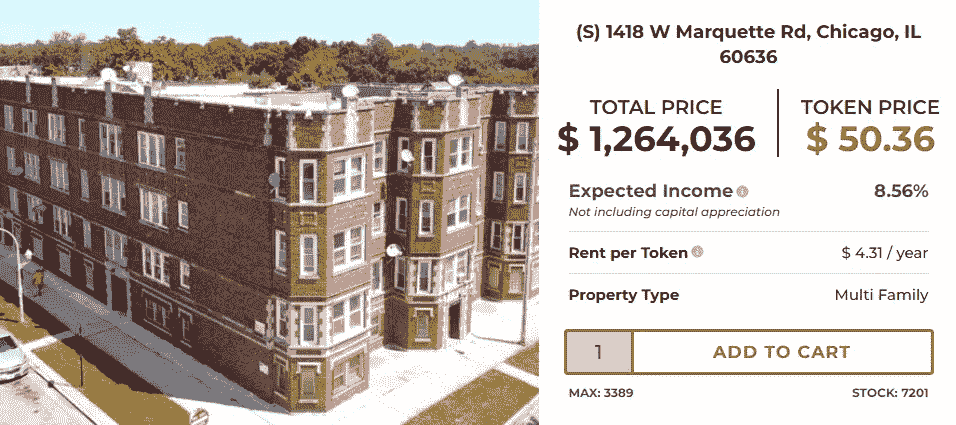 (S) 1418 W Marquette Rd, Chicago, IL
60636
TOTAL PRICE
$ 1,264,036
TOKEN PRICE
$ 50.36
Expected Income
8.56%
Not including capital appreciation
Rent per Token
$ 4.31 / year
Property Type
Multi Family
1
ADD TO CART
MAX: 3389
STOCK: 7201